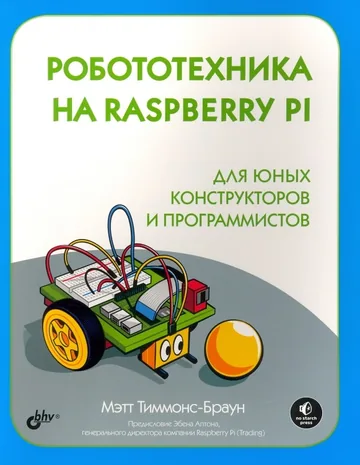 РОБОТОТЕХНИКА
НА RASPBERRY PI
ДЛЯ ЮНЫХ
КОНСТРУКТОРОВ
И ПРОГРАММИСТОВ
Мэтт Тиммонс-Браун
Предисловие Эбена Аптона,
генерального директора компании Raspberry Pi (Trading)
bhv®
no starch
press